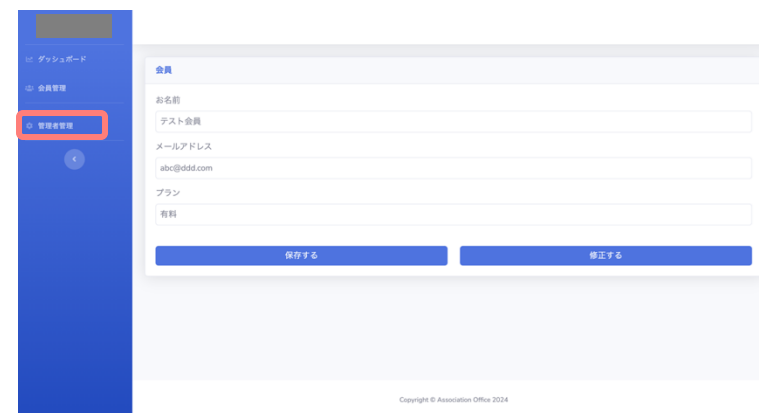 ダッシュボード
会員管理
管理者管理
会員
お名前
テスト会員
メールアドレス
abc@ddd.com
プラン
有料
保存する
修正する
Copyright © Association Office 2024